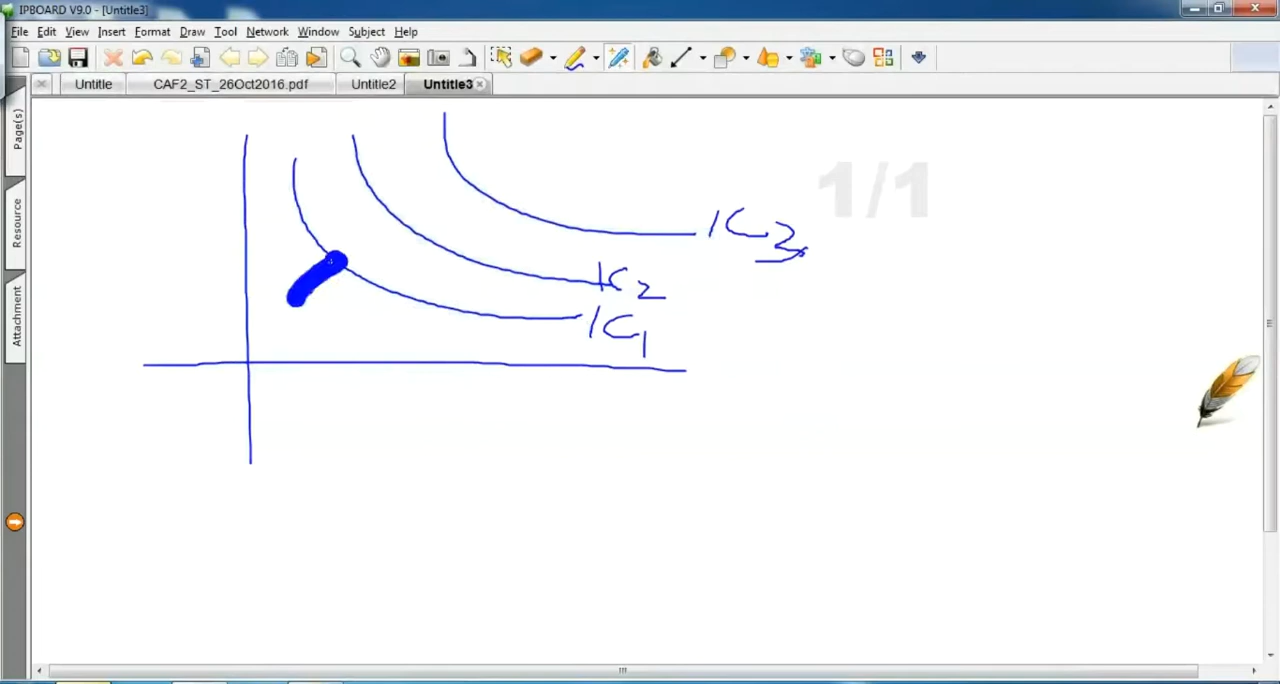 IPBOARD V9.0 - [Untitle3]
File Edit View Insert Format Draw Tool Network Window Subject Help
Untitle CAF2_ST_26Oct2016.pdf Untitle2 Untitle3
Page(s)
Resource
Attachment
1/1
IC3
IC2
IC1